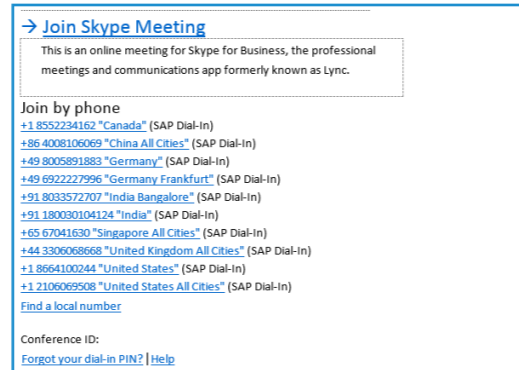 → Join Skype Meeting
This is an online meeting for Skype for Business, the professional
meetings and communications app formerly known as Lync.
Join by phone
+1 8552234162 "Canada" (SAP Dial-In)
+86 4008106069 "China All Cities" (SAP Dial-In)
+49 8005891883 "Germany" (SAP Dial-In)
+49 6922227996 "Germany Frankfurt" (SAP Dial-In)
+91 8033572707 "India Bangalore" (SAP Dial-In)
+91 180030104124 "India" (SAP Dial-In)
+65 67041630 "Singapore All Cities" (SAP Dial-In)
+44 3306068668 "United Kingdom All Cities" (SAP Dial-In)
+1 8664100244 "United States" (SAP Dial-In)
+1 2106069508 "United States All Cities" (SAP Dial-In)
Find a local number
Conference ID:
Forgot your dial-in PIN? | Help